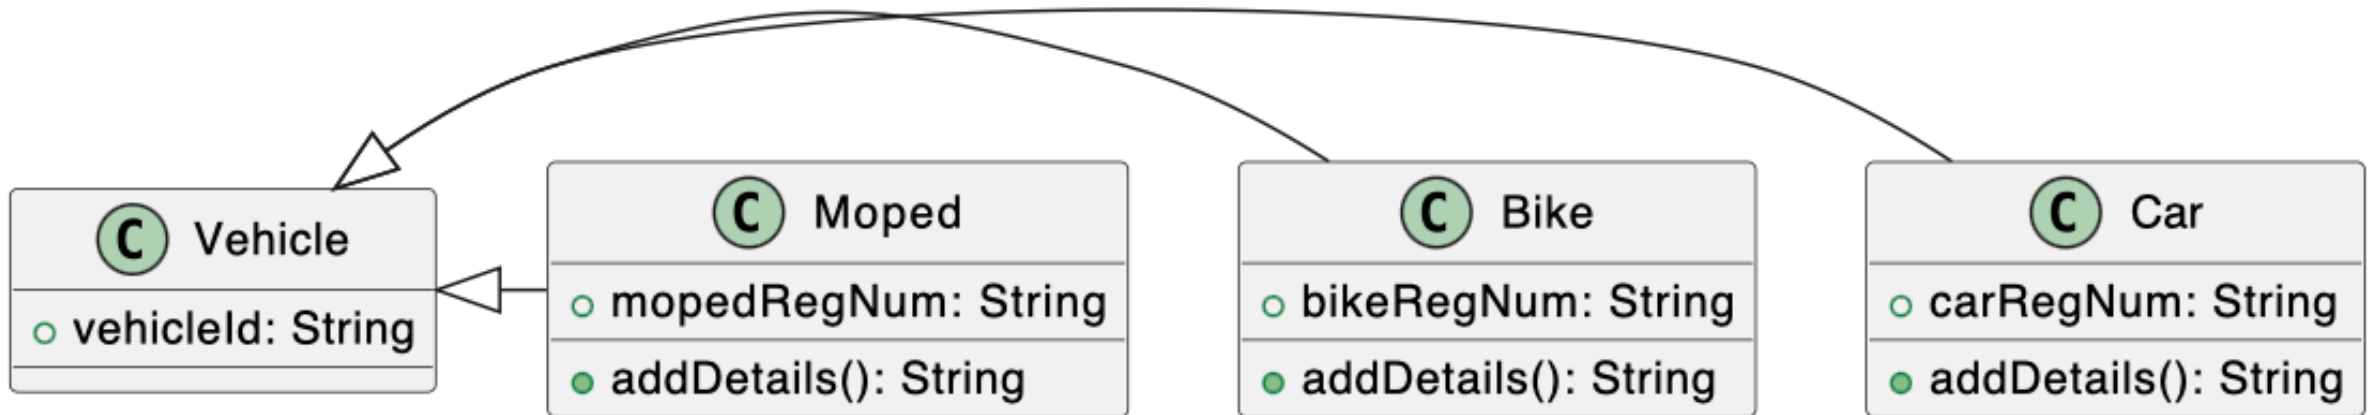 C Vehicle
vehicleId: String
C Moped
mopedRegNum: String
addDetails(): String
C Bike
bikeRegNum: String
addDetails(): String
C Car
carRegNum: String
addDetails(): String